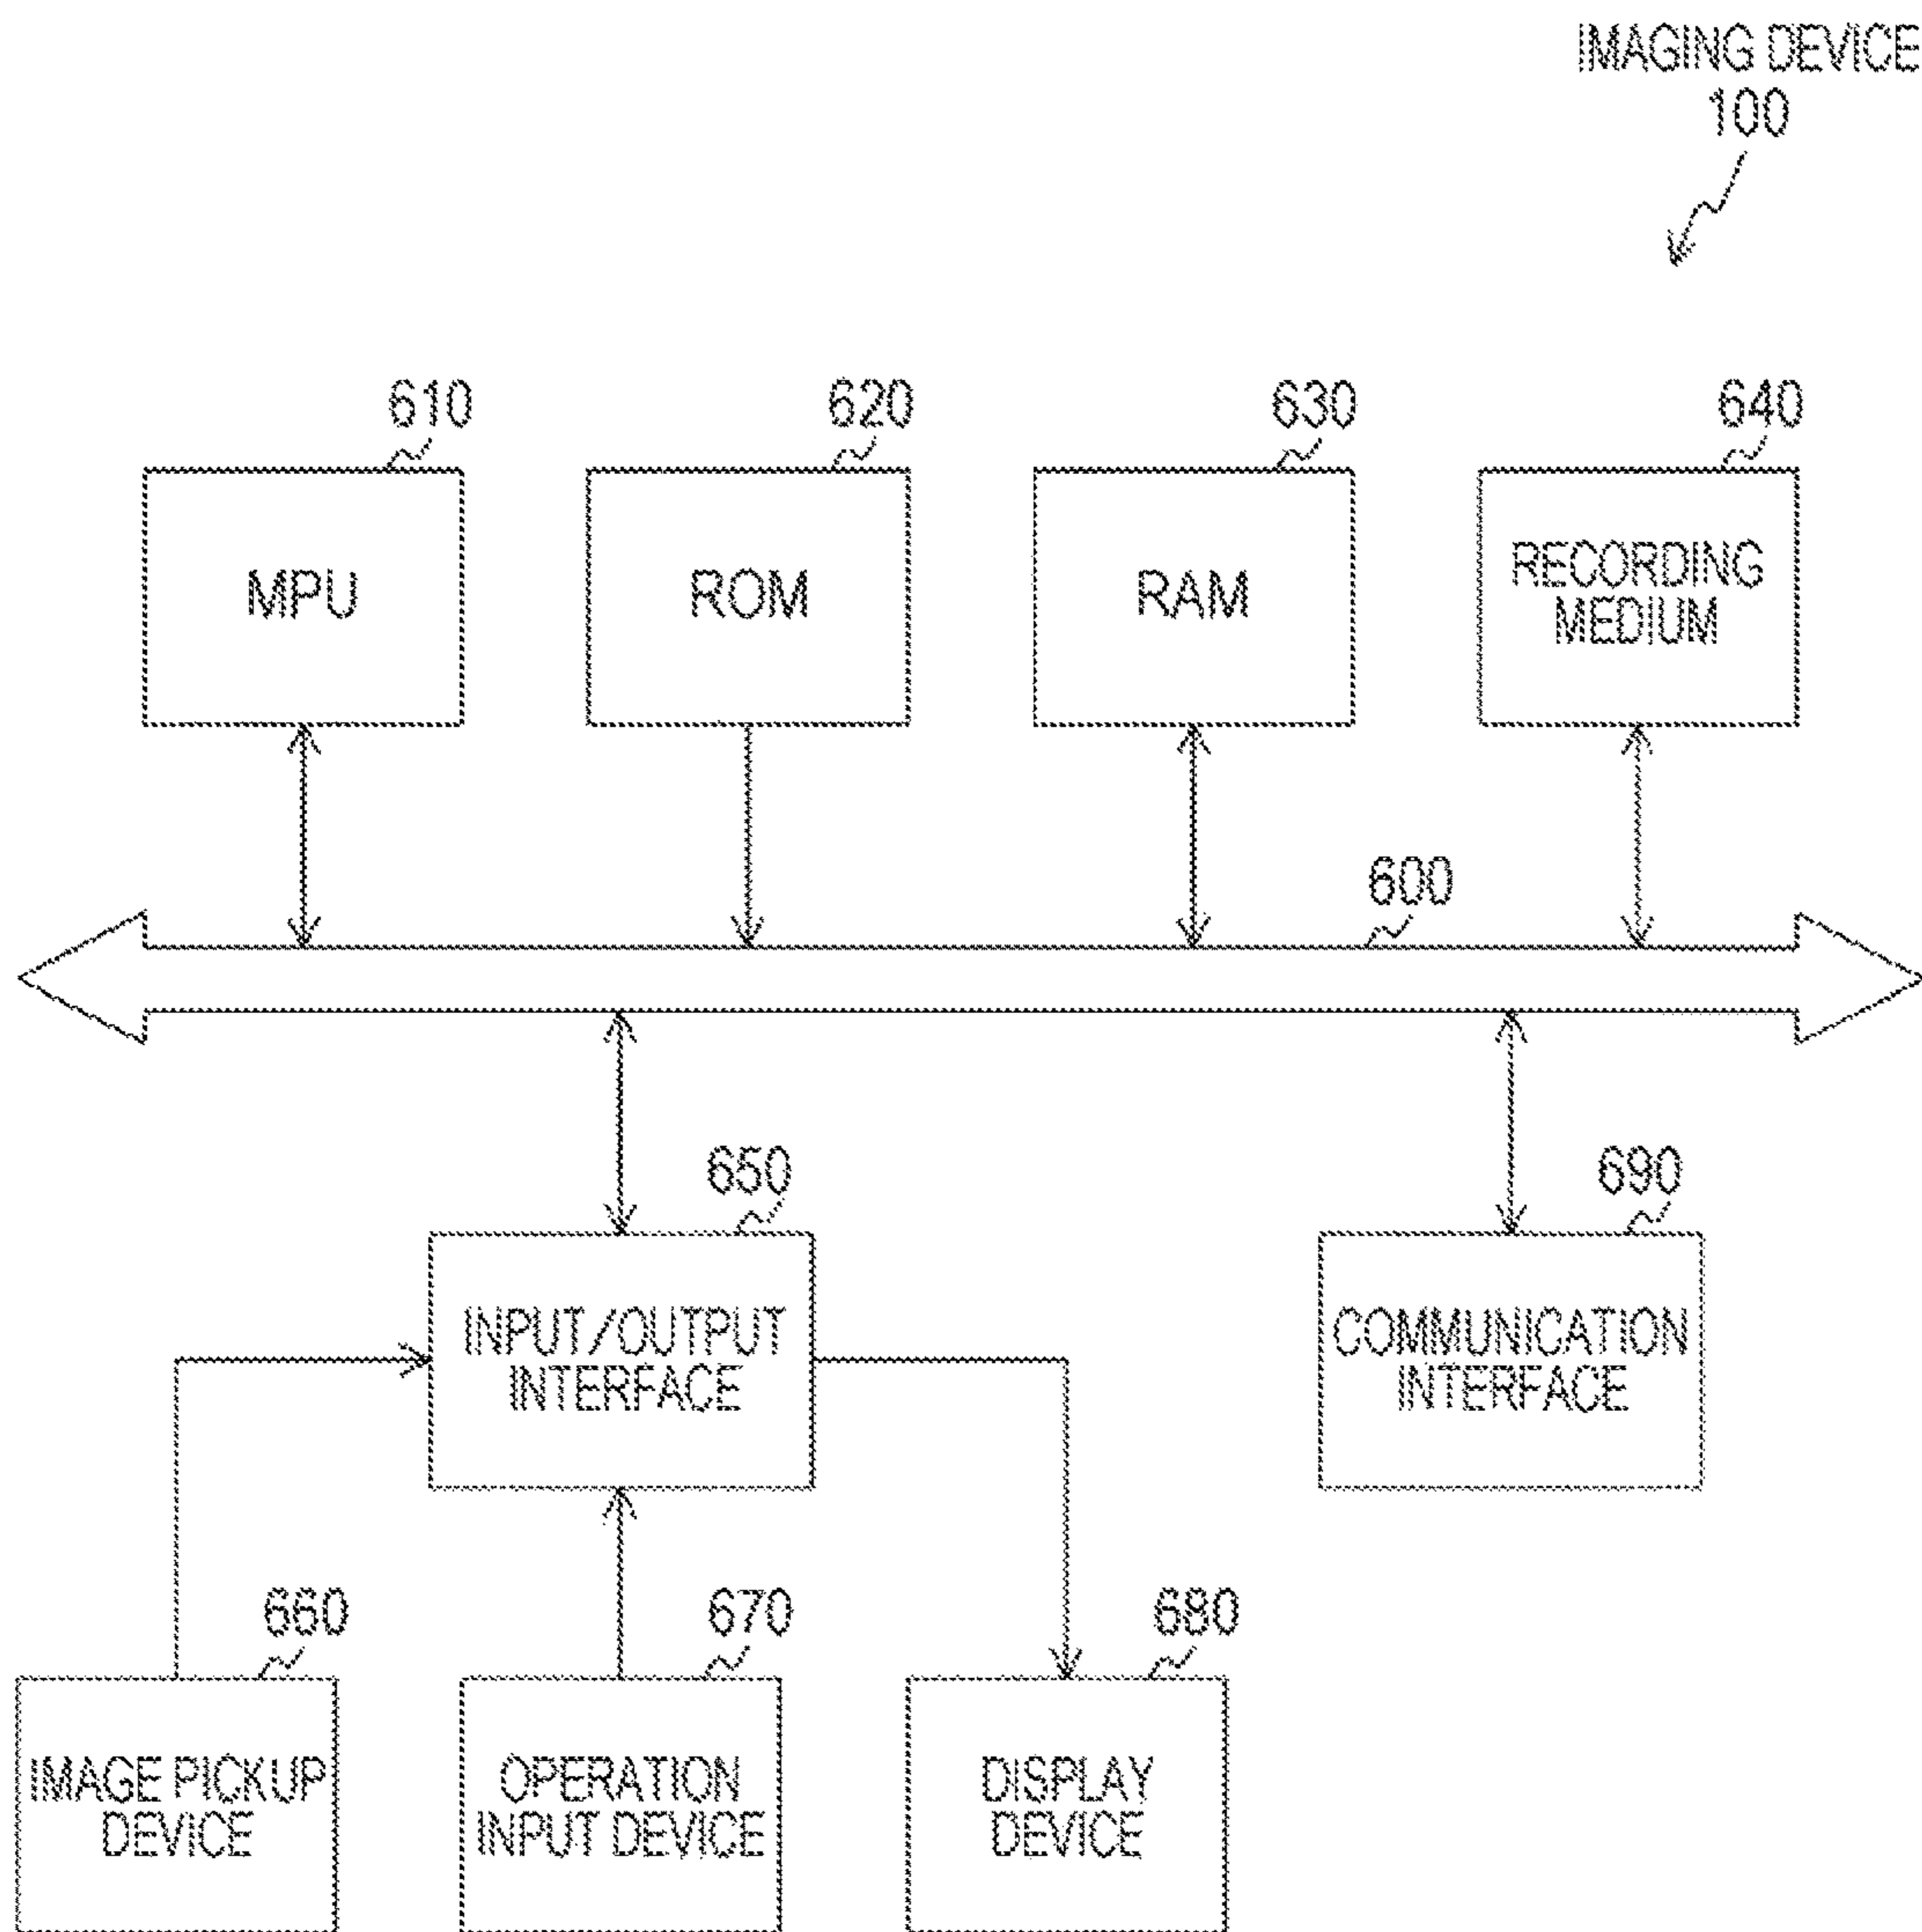 IMAGING DEVICE
100
610
620
630
640
MPU
ROM
RAM
RECORDING
MEDIUM
600
650
690
INPUT/OUTPUT
INTERFACE
COMMUNICATION
INTERFACE
660
670
680
IMAGE PICKUP
DEVICE
OPERATION
INPUT DEVICE
DISPLAY
DEVICE